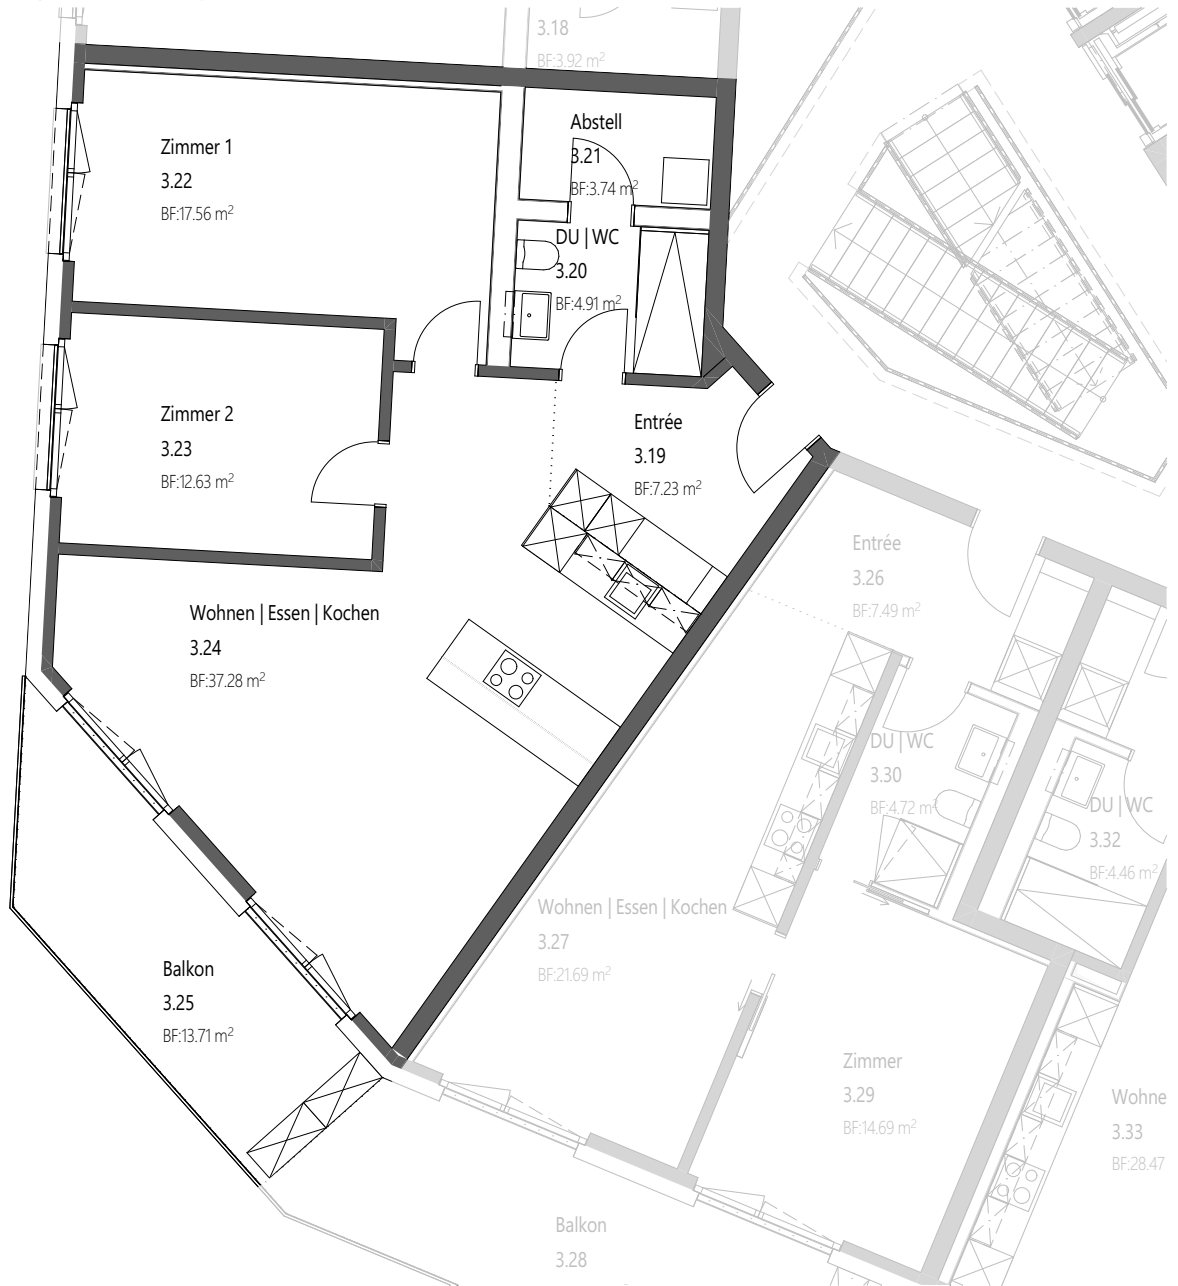 3.18
BF:3.92 m²
Abstell
3.21
BF:3.74 m²
Zimmer 1
3.22
BF:17.56 m²
DU | WC
3.20
BF:4.91 m²
Zimmer 2
3.23
BF:12.63 m²
Entrée
3.19
BF:7.23 m²
Wohnen | Essen | Kochen
3.24
BF:37.28 m²
Entrée
3.26
BF:7.49 m²
DU | WC
3.30
BF:4.72 m²
DU | WC
3.32
BF:4.46 m²
Wohnen | Essen | Kochen
3.27
BF:21.69 m²
Balkon
3.25
BF:13.71 m²
Zimmer
3.29
BF:14.69 m²
Wohne
3.33
BF:28.47
Balkon
3.28